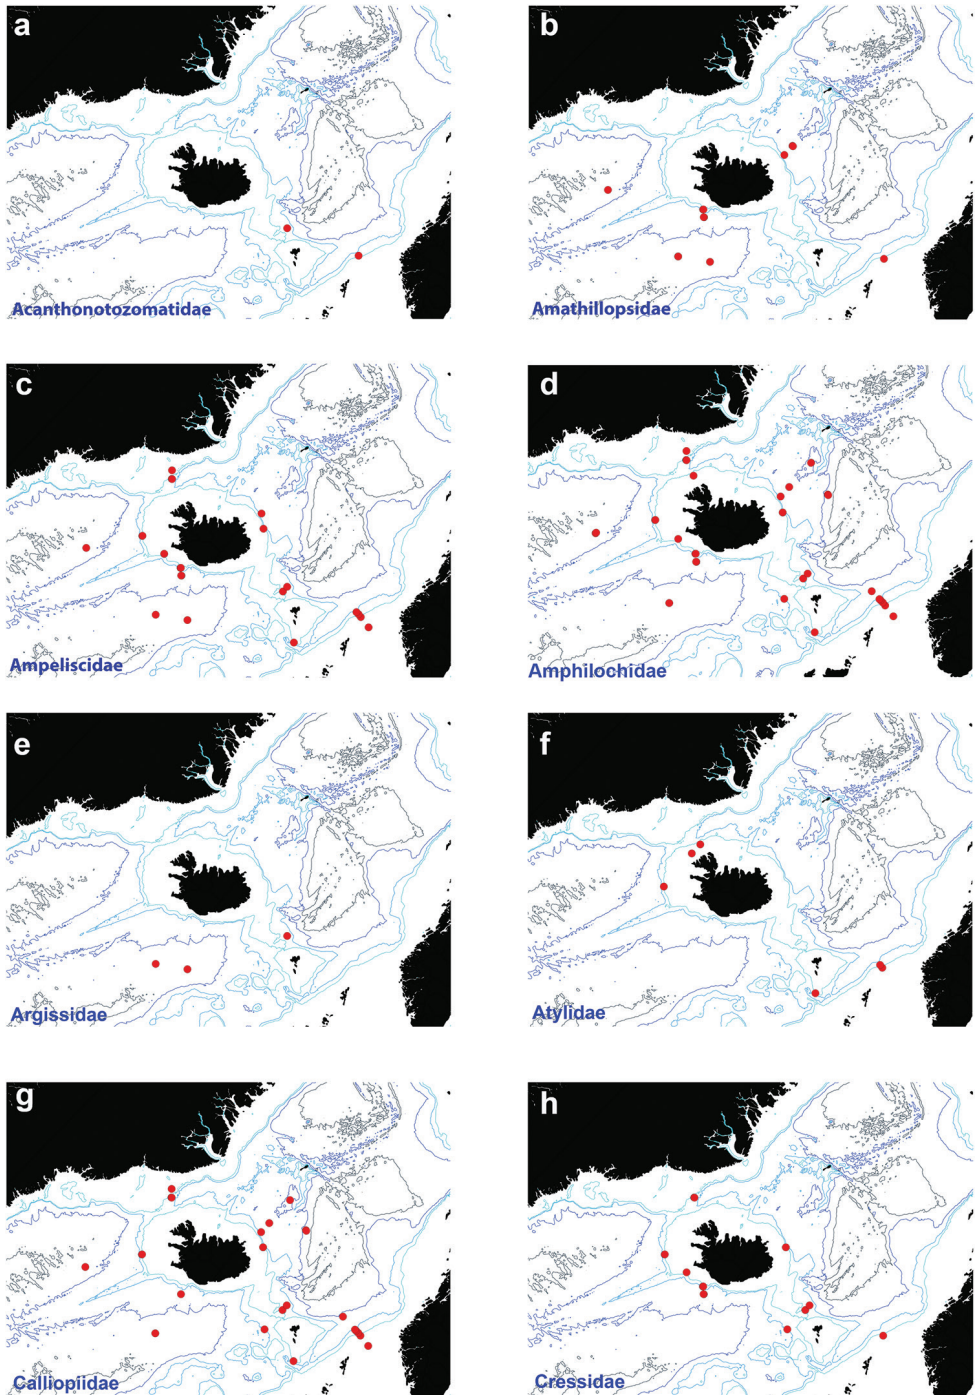 a
b
Acanthonotozomatidae
Amathillopsidae
c
d
Ampeliscidae
Amphilochidae
e
f
Argissidae
Atylidae
g
h
Calliopiidae
Cressidae